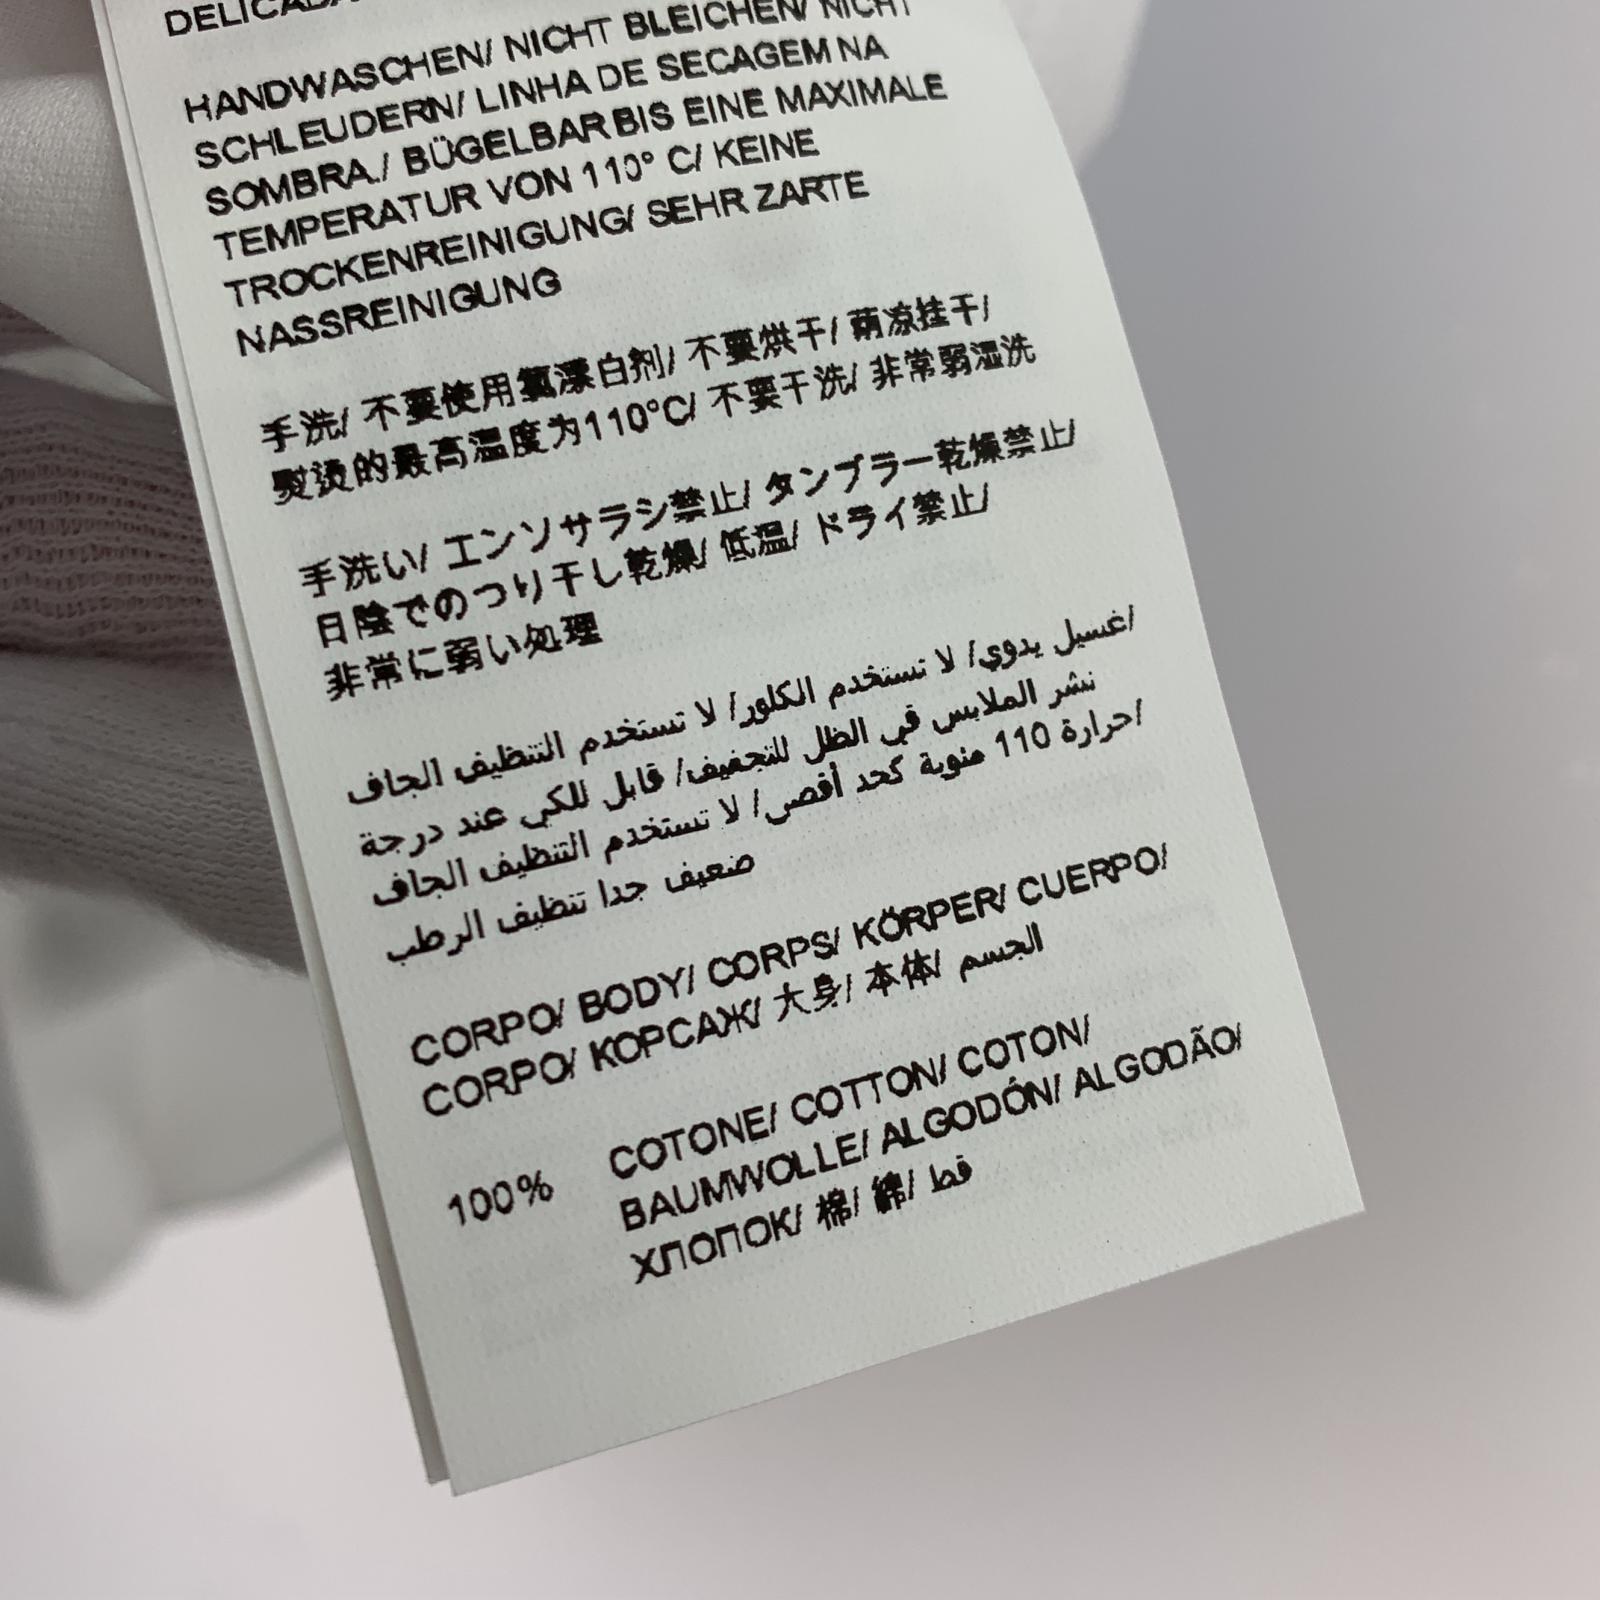 DELICADA
HANDWASCHEN/ NICHT BLEICHEN/ NICHT
SCHLEUDERN/ LINHA DE SECAGEM NA
SOMBRA./ BÜGELBAR BIS EINE MAXIMALE
TEMPERATUR VON 110° C/ KEINE
TROCKENREINIGUNG/ SEHR ZARTE
NASSREINIGUNG
手洗/ 不要使用氯漂白剂/ 不要烘干/ 荫凉挂干/
熨烫的最高温度为110°C/ 不要干洗/ 非常弱湿洗
手洗い/ エンソサラシ禁止/ タンブラー乾燥禁止/
日陰でのつり干し乾燥/ 低温/ ドライ禁止/
非常に弱い処理
/غسيل يدوي/ لا تستخدم الكلور/ لا تستخدم التنظيف الجاف
ننشر الملابس في الظل للتجفيف/ قابل للكي عند درجة
/حرارة 110 مئوية كحد أقصى/ لا تستخدم التنظيف الجاف
ضعيف جدا تنظيف الرطب
CORPO/ BODY/ CORPS/ KÖRPER/ CUERPO/
CORPO/ КОРСАЖ/ 大身/ 本体/ الجسم
100% COTONE/ COTTON/ COTON/
BAUMWOLLE/ ALGODÓN/ ALGODÃO/
ХЛОПОК/ 棉/ 綿/ قط